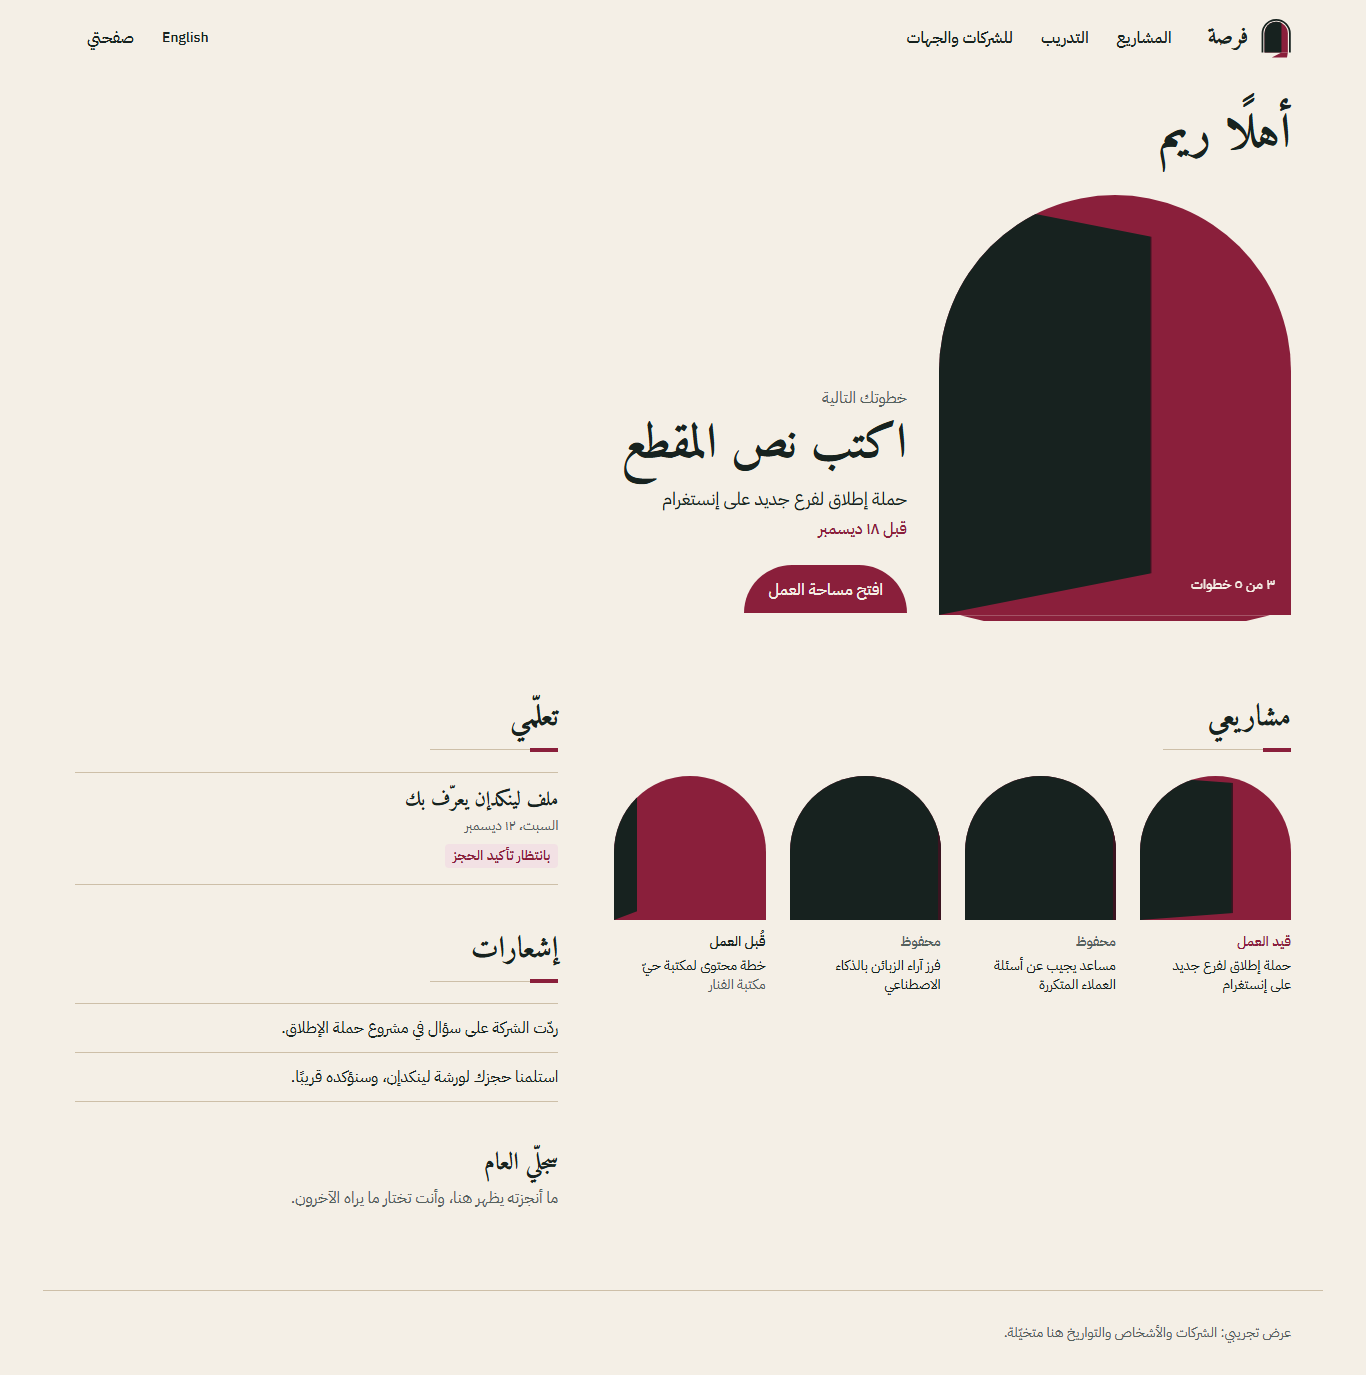 فرصة
المشاريع
التدريب
للشركات والجهات
English
صفحتي
أهلًا ريم
٣ من ٥ خطوات
خطوتك التالية
اكتب نص المقطع
حملة إطلاق لفرع جديد على إنستغرام
قبل ١٨ ديسمبر
افتح مساحة العمل
مشاريعي
قيد العمل
حملة إطلاق لفرع جديد
على إنستغرام
محفوظ
مساعد يجيب عن أسئلة
العملاء المتكررة
محفوظ
فرز آراء الزبائن بالذكاء
الاصطناعي
قُبل العمل
خطة محتوى لمكتبة حيّ
مكتبة الفنار
تعلّمي
ملف لينكدإن يعرّف بك
السبت، ١٢ ديسمبر
بانتظار تأكيد الحجز
إشعارات
ردّت الشركة على سؤال في مشروع حملة الإطلاق.
استلمنا حجزك لورشة لينكدإن، وسنؤكده قريبًا.
سجلّي العام
ما أنجزته يظهر هنا، وأنت تختار ما يراه الآخرون.
عرض تجريبي: الشركات والأشخاص والتواريخ هنا متخيّلة.